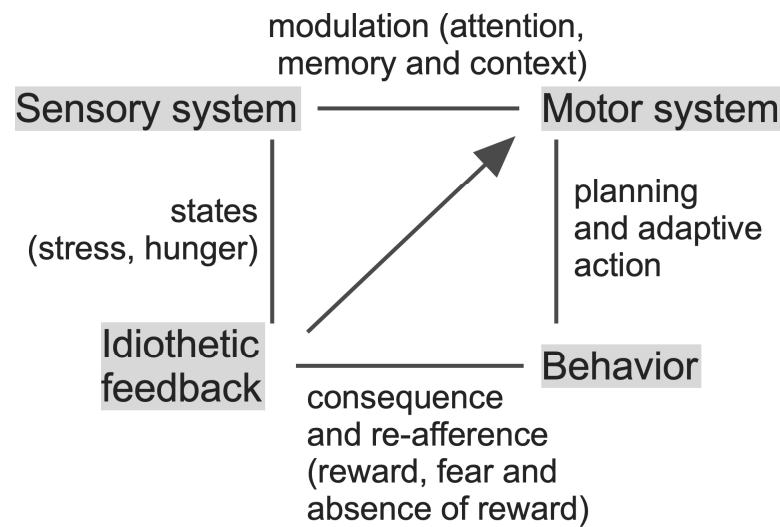 modulation (attention,
memory and context)
Sensory system
Motor system
states
(stress, hunger)
planning
and adaptive
action
Idiothetic
feedback
Behavior
consequence
and re-afference
(reward, fear and
absence of reward)